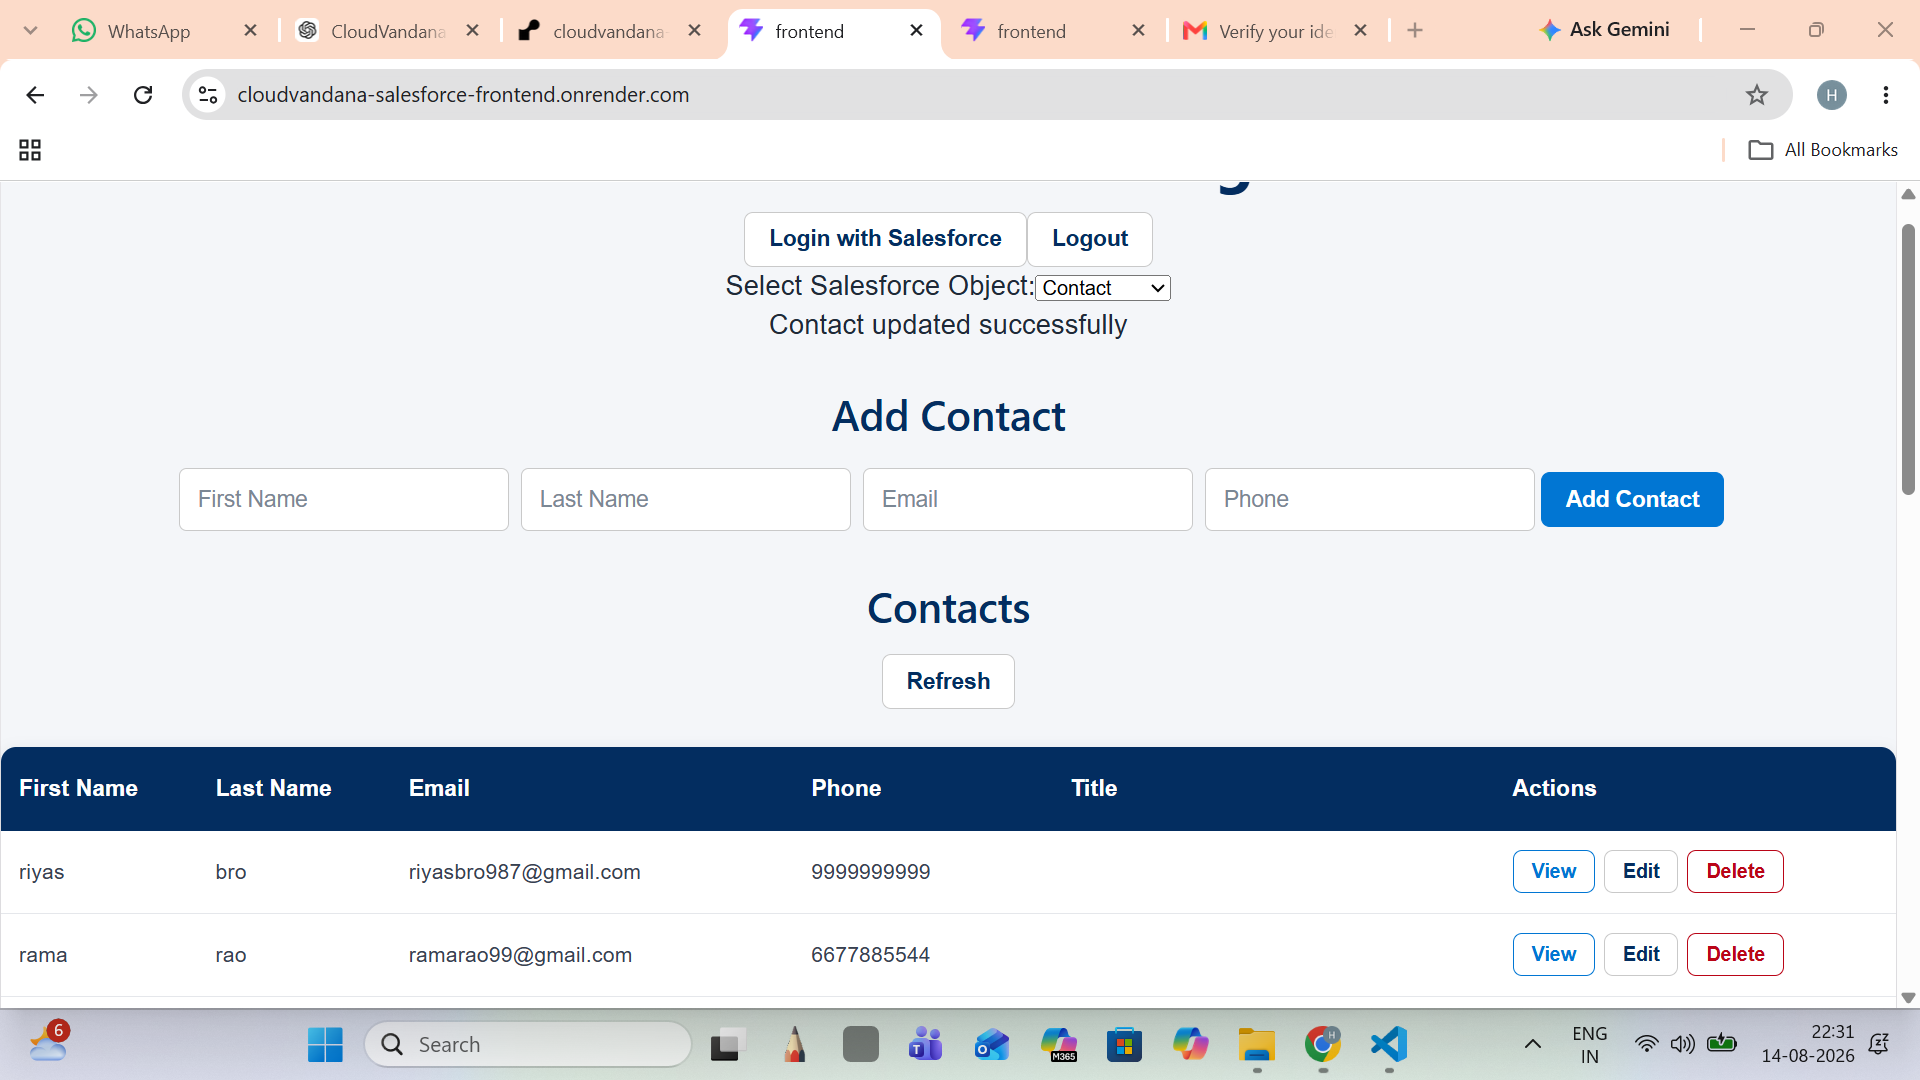 WhatsApp
CloudVandana
cloudvandana-
frontend
frontend
Verify your ide
Ask Gemini
cloudvandana-salesforce-frontend.onrender.com
H
All Bookmarks
Login with Salesforce
Logout
Select Salesforce Object:
Contact
Contact updated successfully
Add Contact
First Name
Last Name
Email
Phone
Add Contact
Contacts
Refresh
First Name Last Name Email Phone Title Actions
riyas bro riyasbro987@gmail.com 9999999999 View Edit Delete
rama rao ramarao99@gmail.com 6677885544 View Edit Delete
6
Search
M365
H
ENG
IN
22:31
14-08-2026